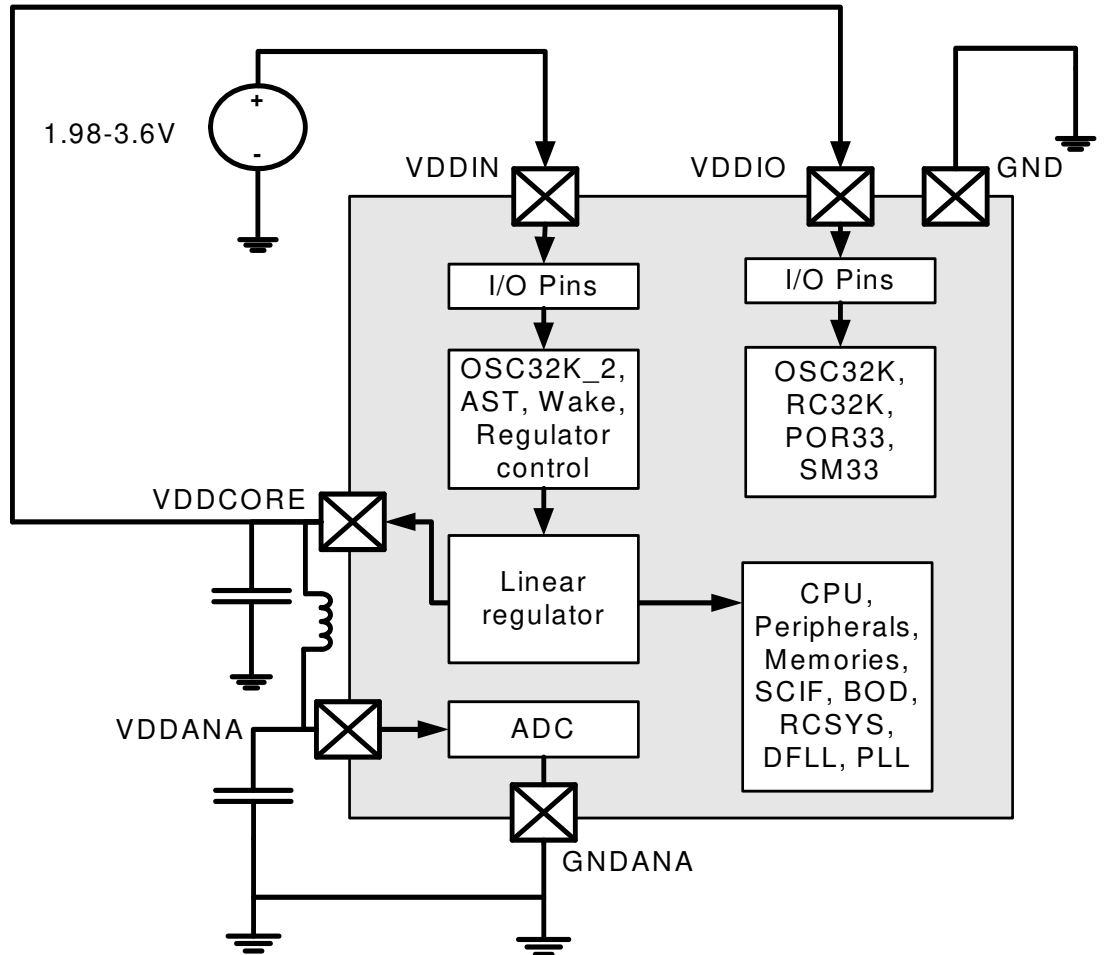 +
1.98-3.6V
-
VDDIN
VDDIO
GND
I/O Pins
I/O Pins
OSC32K_2,
AST, Wake,
Regulator
control
OSC32K,
RC32K,
POR33,
SM33
VDDCORE
Linear
regulator
CPU,
Peripherals,
Memories,
SCIF, BOD,
RCSYS,
DFLL, PLL
VDDANA
ADC
GNDANA